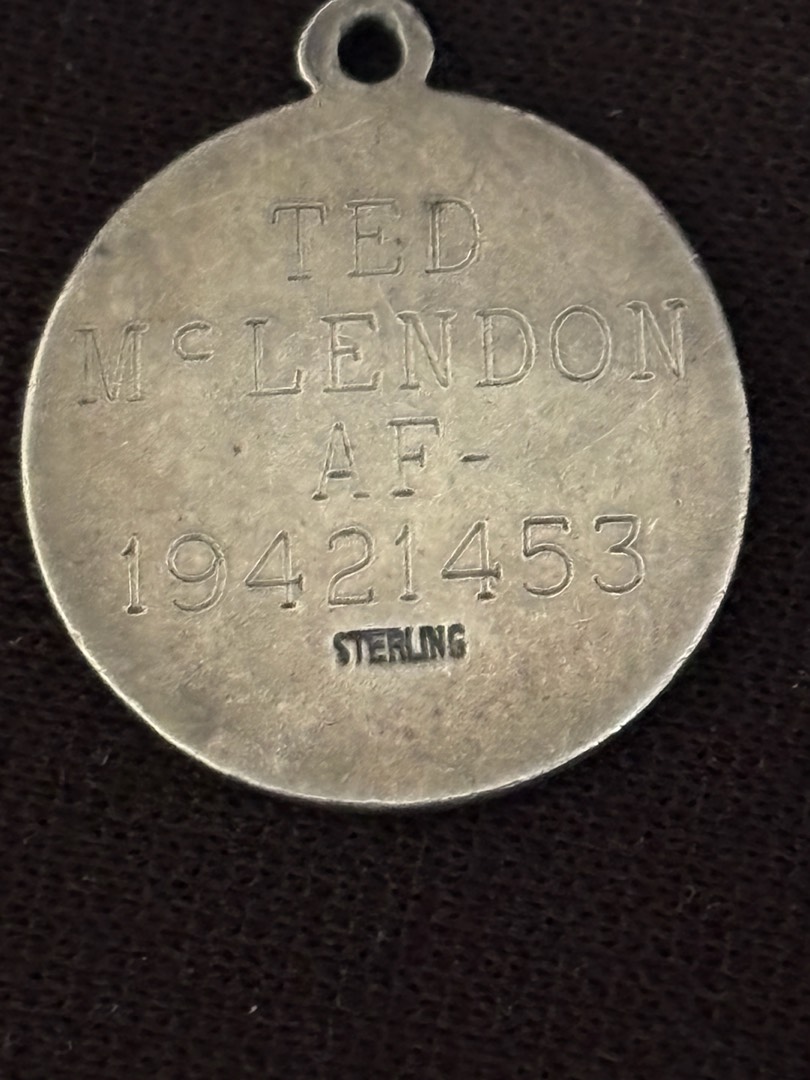 TED
McLENDON
AF-
19421453
STERLING